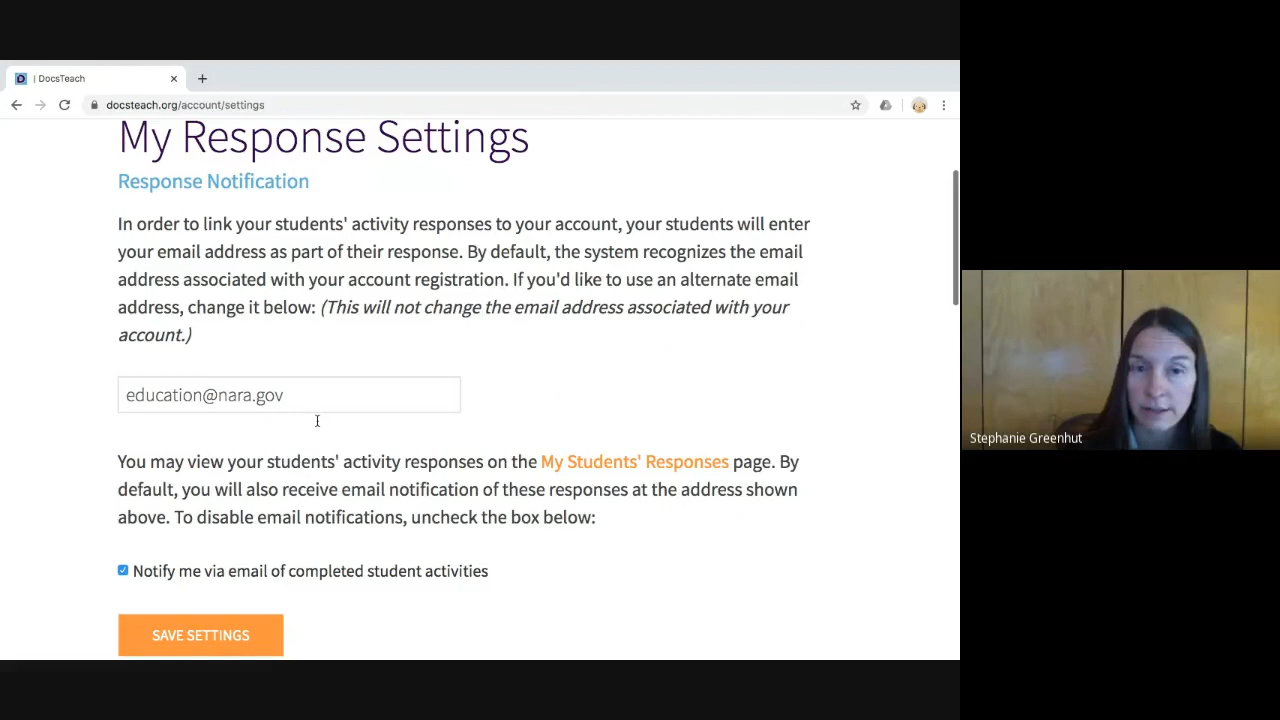 | DocsTeach
docsteach.org/account/settings
My Response Settings
Response Notification
In order to link your students' activity responses to your account, your students will enter
your email address as part of their response. By default, the system recognizes the email
address associated with your account registration. If you'd like to use an alternate email
address, change it below: (This will not change the email address associated with your
account.)
education@nara.gov
You may view your students' activity responses on the My Students' Responses page. By
default, you will also receive email notification of these responses at the address shown
above. To disable email notifications, uncheck the box below:
Notify me via email of completed student activities
SAVE SETTINGS
Stephanie Greenhut